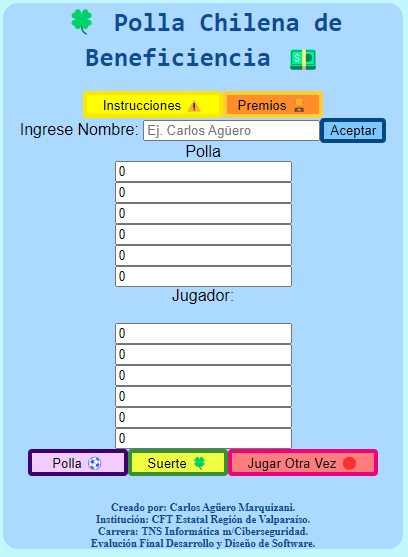 🍀 Polla Chilena de
Beneficiencia 💵
Instrucciones ⚠️ Premios 🏆
Ingrese Nombre: Ej. Carlos Agüero Aceptar
Polla
0
0
0
0
0
0
Jugador:
0
0
0
0
0
0
Polla ⚽ Suerte 🍀 Jugar Otra Vez 🔴
Creado por: Carlos Agüero Marquizani.
Institución: CFT Estatal Región de Valparaíso.
Carrera: TNS Informática m/Ciberseguridad.
Evalución Final Desarrollo y Diseño de Software.